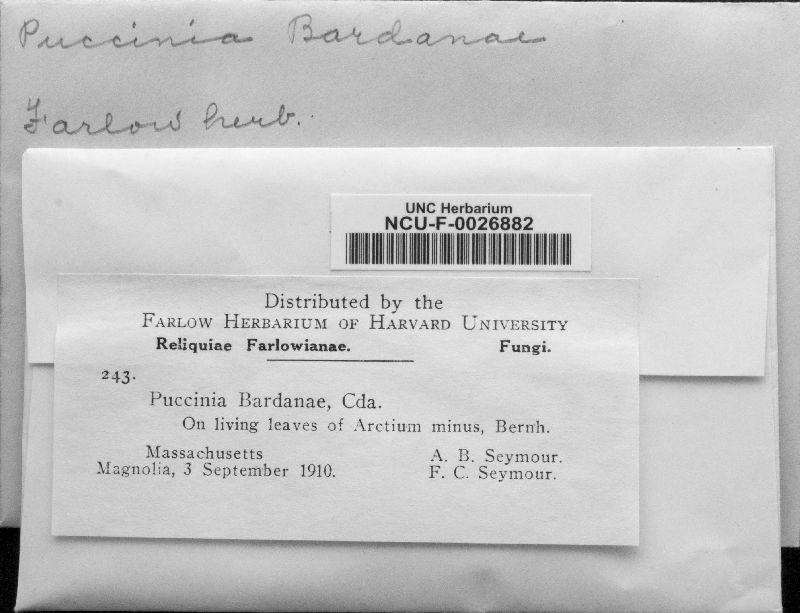 Puccinia Bardanae
Farlow herb.
UNC Herbarium
NCU-F-0026882
Distributed by the
FARLOW HERBARIUM OF HARVARD UNIVERSITY
Reliquiae Farlowianae. Fungi.
243.
Puccinia Bardanae, Cda.
On living leaves of Arctium minus, Bernh.
Massachusetts A. B. Seymour.
Magnolia, 3 September 1910. F. C. Seymour.